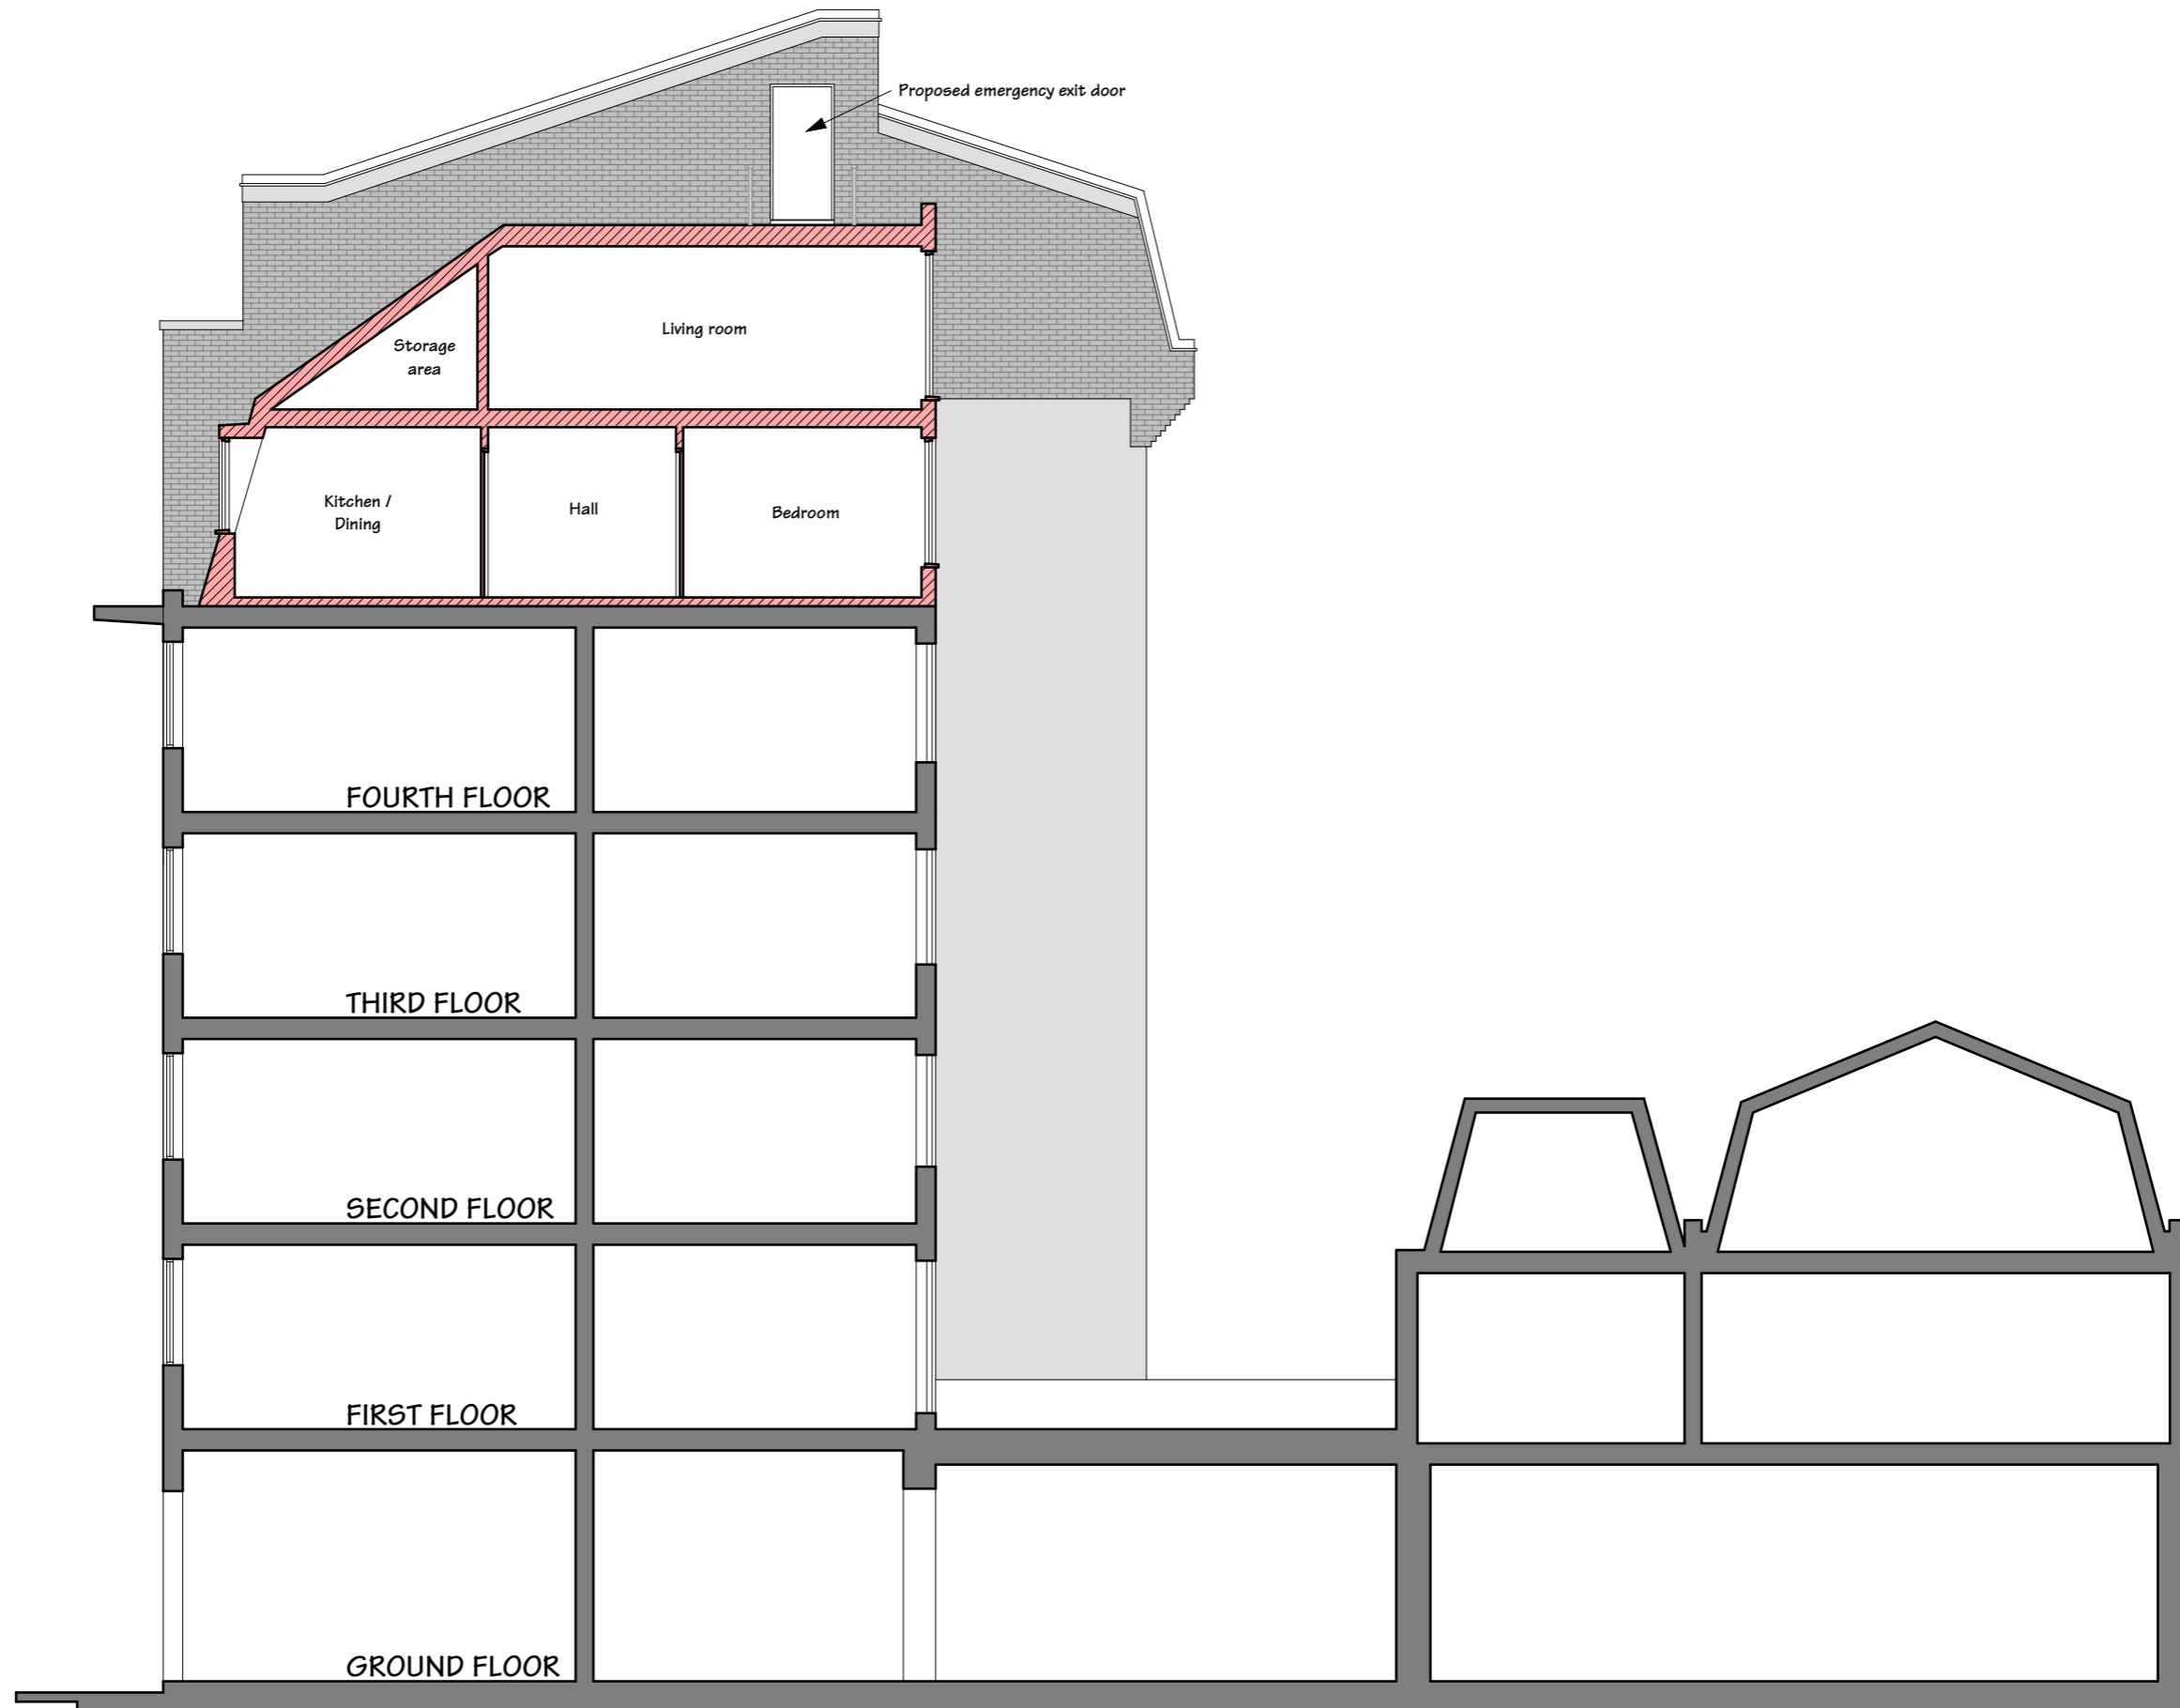 Proposed emergency exit door
Living room
Storage
area
Kitchen /
Dining
Hall
Bedroom
FOURTH FLOOR
THIRD FLOOR
SECOND FLOOR
FIRST FLOOR
GROUND FLOOR